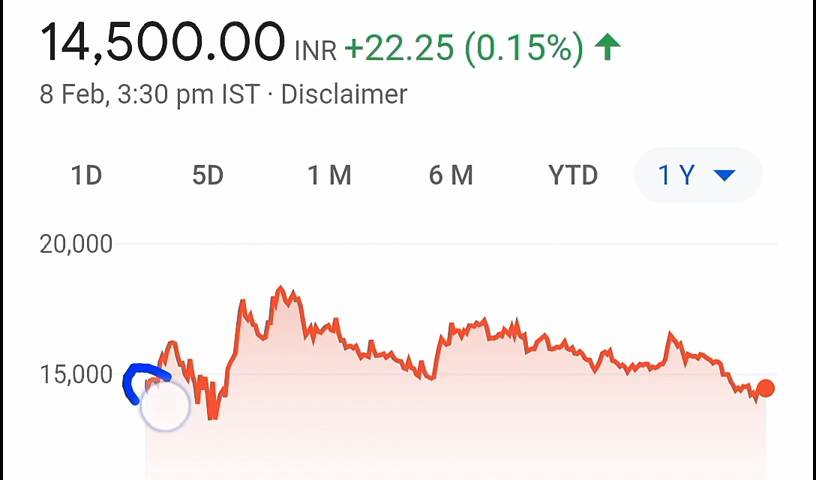 14,500.00 INR +22.25 (0.15%)
8 Feb, 3:30 pm IST · Disclaimer
1D 5D 1 M 6 M YTD 1 Y
20,000
15,000